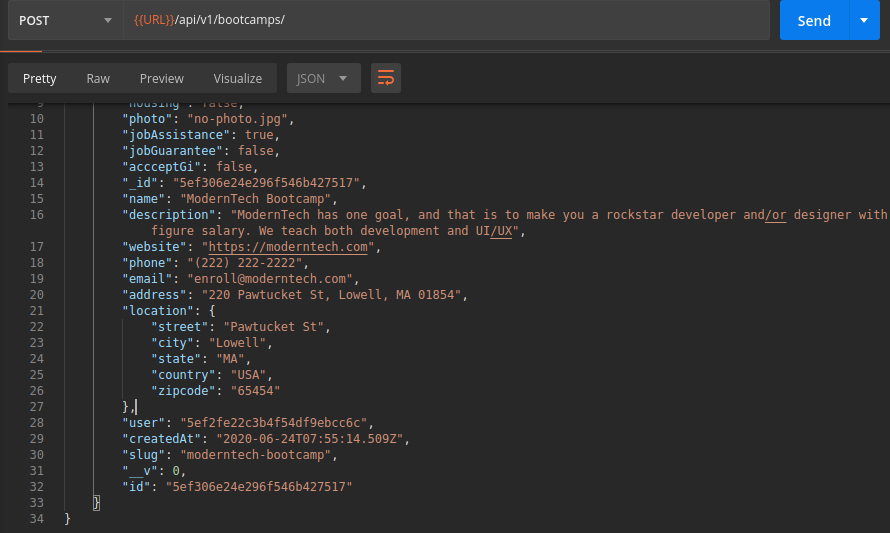 POST {{URL}}/api/v1/bootcamps/ Send
Pretty Raw Preview Visualize JSON
9 "housing": false,
10 "photo": "no-photo.jpg",
11 "jobAssistance": true,
12 "jobGuarantee": false,
13 "accceptGi": false,
14 "_id": "5ef306e24e296f546b427517",
15 "name": "ModernTech Bootcamp",
16 "description": "ModernTech has one goal, and that is to make you a rockstar developer and/or designer with
figure salary. We teach both development and UI/UX",
17 "website": "https://moderntech.com",
18 "phone": "(222) 222-2222",
19 "email": "enroll@moderntech.com",
20 "address": "220 Pawtucket St, Lowell, MA 01854",
21 "location": {
22 "street": "Pawtucket St",
23 "city": "Lowell",
24 "state": "MA",
25 "country": "USA",
26 "zipcode": "65454"
27 },
28 "user": "5ef2fe22c3b4f54df9ebcc6c",
29 "createdAt": "2020-06-24T07:55:14.509Z",
30 "slug": "moderntech-bootcamp",
31 "__v": 0,
32 "id": "5ef306e24e296f546b427517"
33 }
34 }